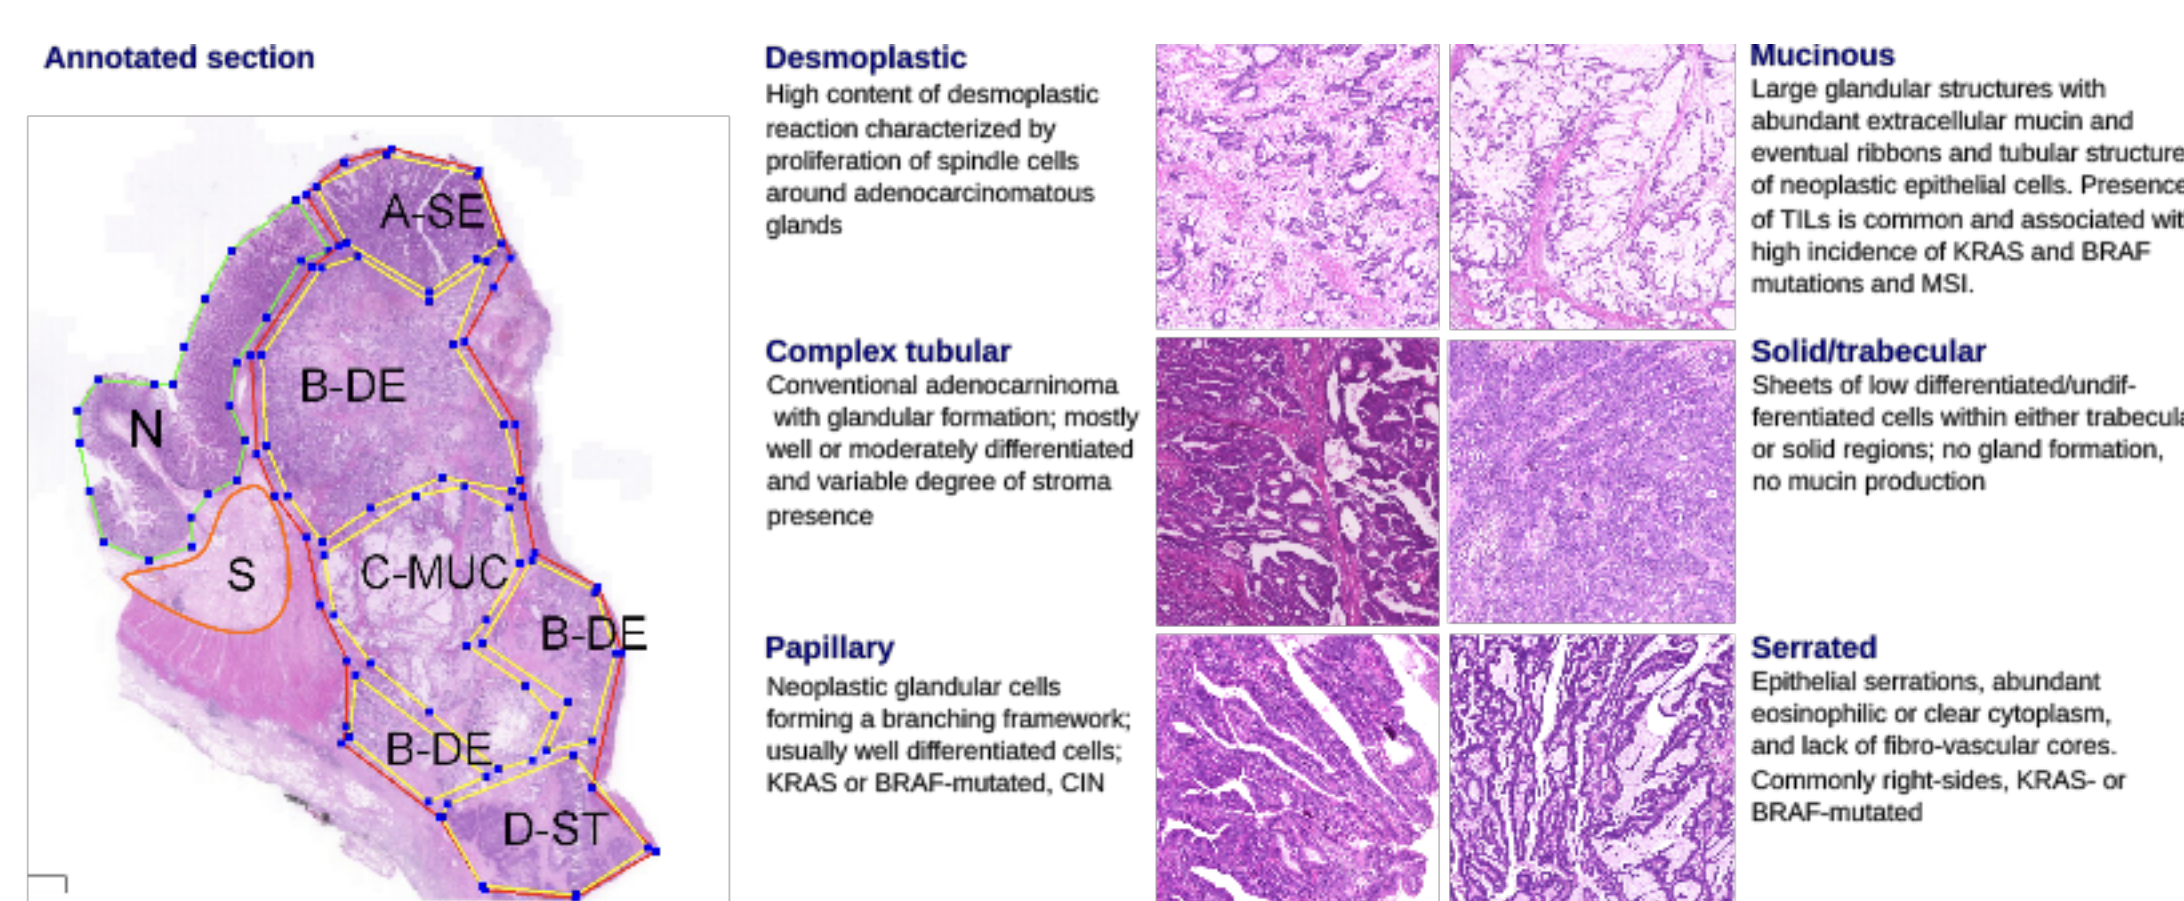 Annotated section
A-SE
B-DE
N
S
C-MUC
B-DE
B-DE
D-ST
Desmoplastic
High content of desmoplastic
reaction characterized by
proliferation of spindle cells
around adenocarcinomatous
glands
Complex tubular
Conventional adenocarninoma
with glandular formation; mostly
well or moderately differentiated
and variable degree of stroma
presence
Papillary
Neoplastic glandular cells
forming a branching framework;
usually well differentiated cells;
KRAS or BRAF-mutated, CIN
Mucinous
Large glandular structures with
abundant extracellular mucin and
eventual ribbons and tubular structure
of neoplastic epithelial cells. Presence
of TILs is common and associated wit
high incidence of KRAS and BRAF
mutations and MSI.
Solid/trabecular
Sheets of low differentiated/undif-
ferentiated cells within either trabecula
or solid regions; no gland formation,
no mucin production
Serrated
Epithelial serrations, abundant
eosinophilic or clear cytoplasm,
and lack of fibro-vascular cores.
Commonly right-sides, KRAS- or
BRAF-mutated